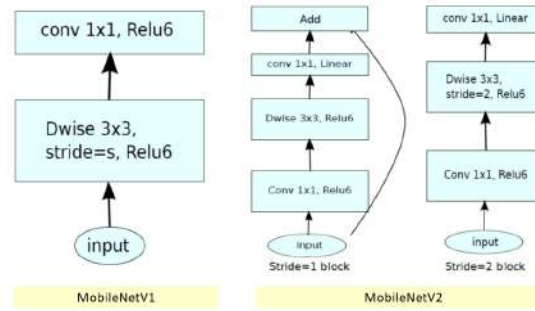 conv 1x1, Relu6
Dwise 3x3,
stride=s, Relu6
input
MobileNetV1
Add
conv 1x1, Linear
Dwise 3x3, Relu6
Conv 1x1, Relu6
input
Stride=1 block
conv 1x1, Linear
Dwise 3x3,
stride=2, Relu6
Conv 1x1, Relu6
input
Stride=2 block
MobileNetV2